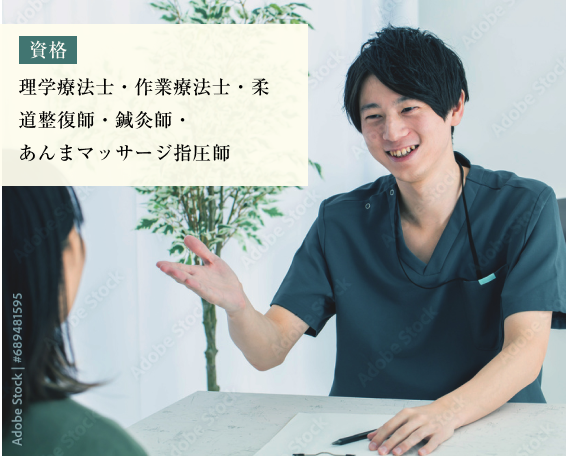 資格
理学療法士・作業療法士・柔
道整復師・鍼灸師・
あんまマッサージ指圧師
Adobe Stock | #689481595